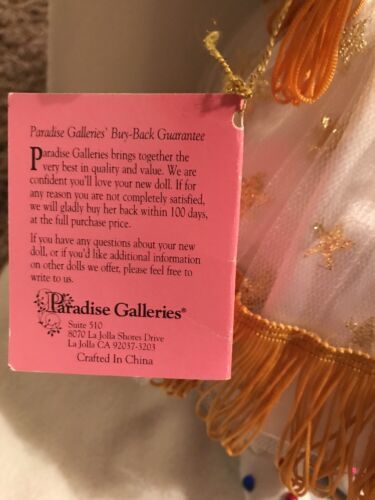 Paradise Galleries' Buy-Back Guarantee
Paradise Galleries brings together the
very best in quality and value. We are
confident you'll love your new doll. If for
any reason you are not completely satisfied,
we will gladly buy her back within 100 days,
at the full purchase price.
If you have any questions about your new
doll, or if you'd like additional information
on other dolls we offer, please feel free to
write to us.
Paradise Galleries®
Suite 510
8070 La Jolla Shores Drive
La Jolla CA 92037-3203
Crafted In China